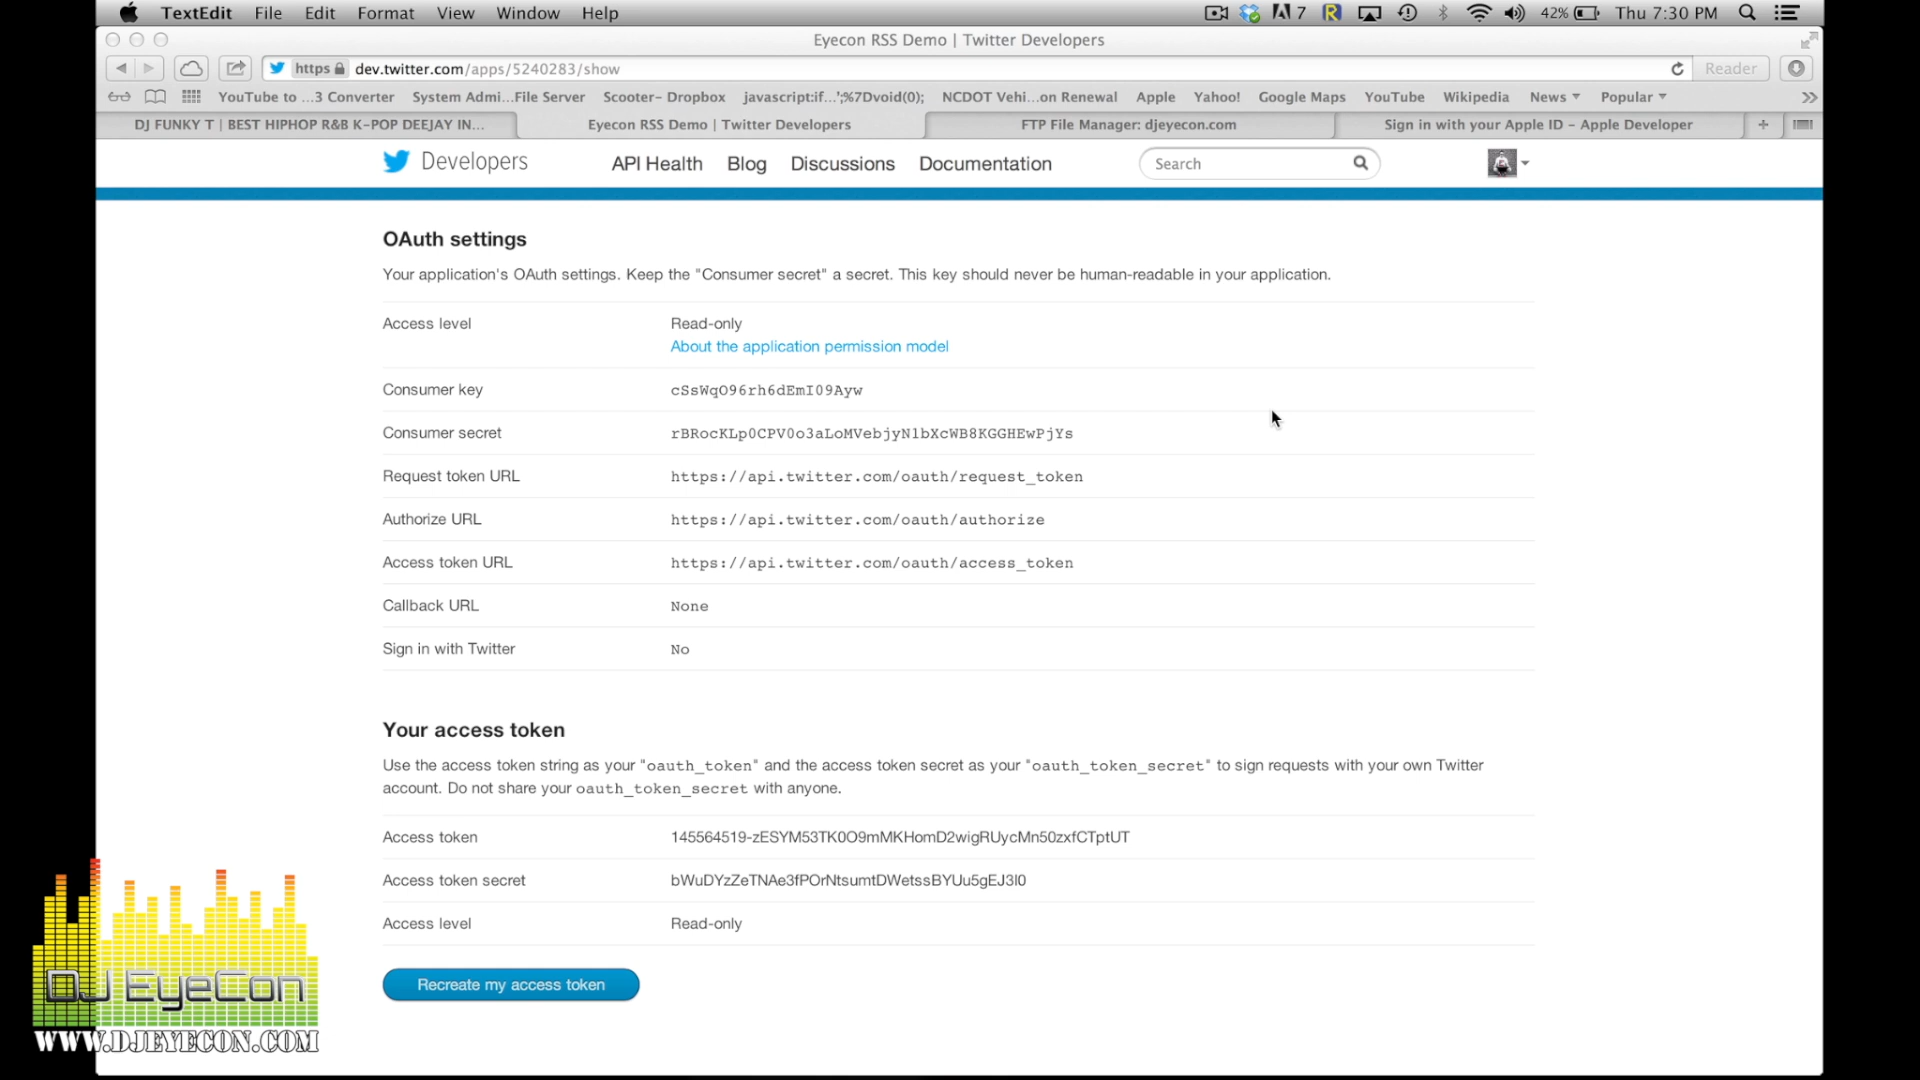 TextEdit File Edit Format View Window Help 7 42% Thu 7:30 PM
Eyecon RSS Demo | Twitter Developers
https dev.twitter.com/apps/5240283/show Reader
YouTube to ...3 Converter System Admi...File Server Scooter- Dropbox javascript:if...';%7Dvoid(0); NCDOT Vehi...on Renewal Apple Yahoo! Google Maps YouTube Wikipedia News Popular
DJ FUNKY T | BEST HIPHOP R&B K-POP DEEJAY IN... Eyecon RSS Demo | Twitter Developers FTP File Manager: djeyecon.com Sign in with your Apple ID - Apple Developer
Developers API Health Blog Discussions Documentation Search
OAuth settings
Your application's OAuth settings. Keep the "Consumer secret" a secret. This key should never be human-readable in your application.
Access level Read-only
About the application permission model
Consumer key cSsWqO96rh6dEmI09Ayw
Consumer secret rBRocKLp0CPV0o3aLoMVebjyN1bXcWB8KGGHEwPjYs
Request token URL https://api.twitter.com/oauth/request_token
Authorize URL https://api.twitter.com/oauth/authorize
Access token URL https://api.twitter.com/oauth/access_token
Callback URL None
Sign in with Twitter No
Your access token
Use the access token string as your "oauth_token" and the access token secret as your "oauth_token_secret" to sign requests with your own Twitter
account. Do not share your oauth_token_secret with anyone.
Access token 145564519-zESYM53TK0O9mMKHomD2wigRUycMn50zxfCTptUT
Access token secret bWuDYzZeTNAe3fPOrNtsumtDWetssBYUu5gEJ3I0
Access level Read-only
Recreate my access token
DJ EyeCon
WWW.DJEYECON.COM